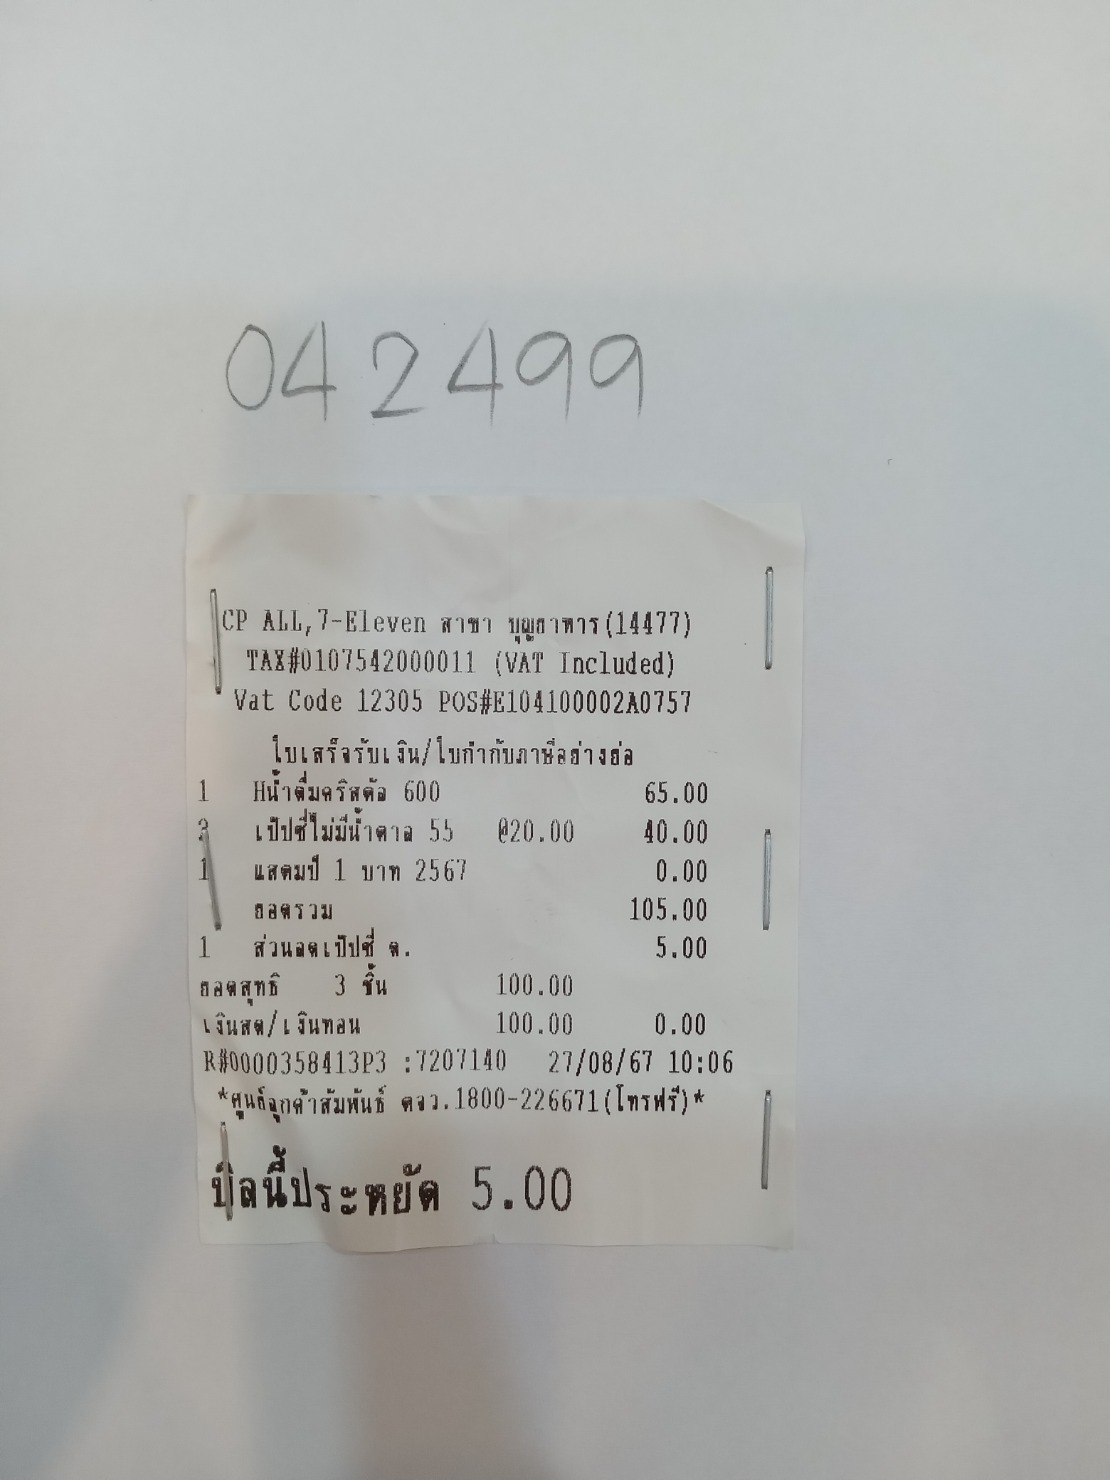 042499
CP ALL,7-Eleven สาขา บุญยาหาร(14477)
TAX#0107542000011 (VAT Included)
Vat Code 12305 POS#E104100002A0757
ใบเสร็จรับเงิน/ใบกำกับภาษีอย่างย่อ
1 Hน้ำดื่มคริสตัล 600 65.00
2 เป๊ปซี่ไม่มีน้ำตาล 55 @20.00 40.00
1 แสตมป์ 1 บาท 2567 0.00
ยอดรวม 105.00
1 ส่วนลดเป๊ปซี่ ต. 5.00
ยอดสุทธิ 3 ชิ้น 100.00
เงินสด/เงินทอน 100.00 0.00
R#0000358413P3 :7207140 27/08/67 10:06
*ศูนย์ลูกค้าสัมพันธ์ ตจว.1800-226671(โทรฟรี)*
บิลนี้ประหยัด 5.00